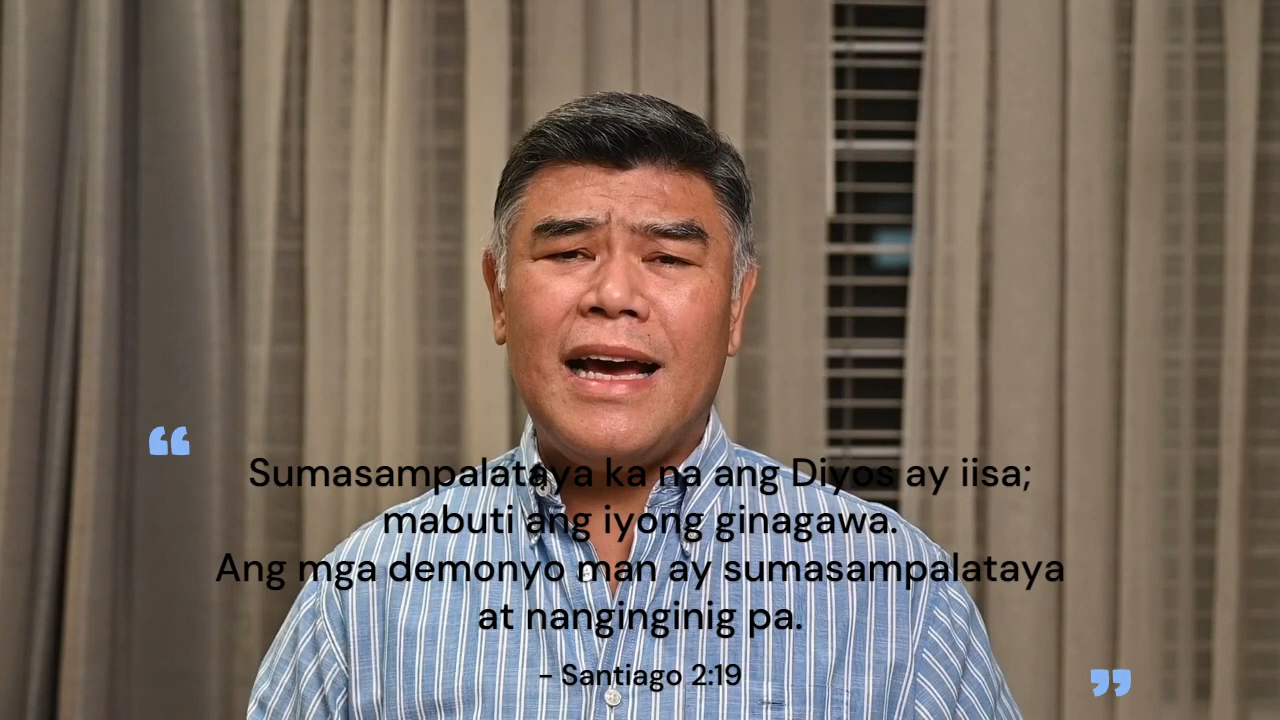 “
Sumasampalataya ka na ang Diyos ay iisa;
mabuti ang iyong ginagawa.
Ang mga demonyo man ay sumasampalataya
at nanginginig pa.
- Santiago 2:19
”